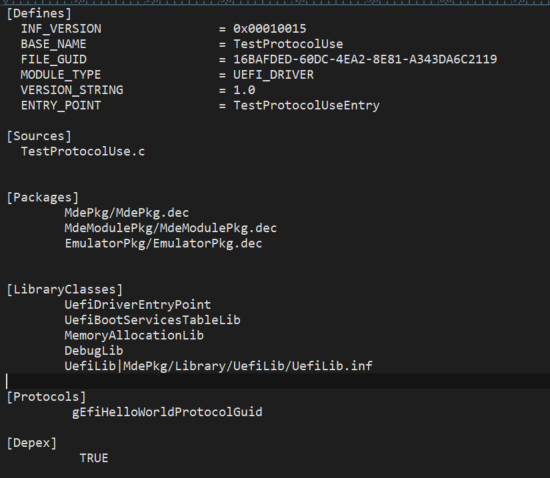 [Defines]
INF_VERSION = 0x00010015
BASE_NAME = TestProtocolUse
FILE_GUID = 16BAFDED-60DC-4EA2-8E81-A343DA6C2119
MODULE_TYPE = UEFI_DRIVER
VERSION_STRING = 1.0
ENTRY_POINT = TestProtocolUseEntry
[Sources]
TestProtocolUse.c
[Packages]
MdePkg/MdePkg.dec
MdeModulePkg/MdeModulePkg.dec
EmulatorPkg/EmulatorPkg.dec
[LibraryClasses]
UefiDriverEntryPoint
UefiBootServicesTableLib
MemoryAllocationLib
DebugLib
UefiLib|MdePkg/Library/UefiLib/UefiLib.inf
[Protocols]
gEfiHelloWorldProtocolGuid
[Depex]
TRUE